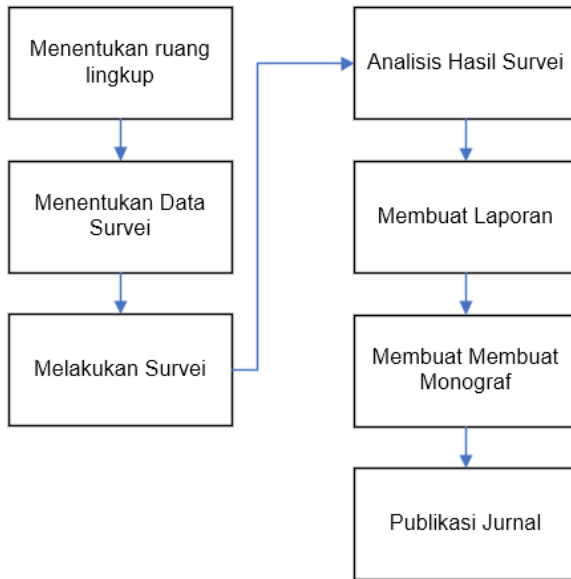 Menentukan ruang
lingkup
Menentukan Data
Survei
Melakukan Survei
Analisis Hasil Survei
Membuat Laporan
Membuat Membuat
Monograf
Publikasi Jurnal